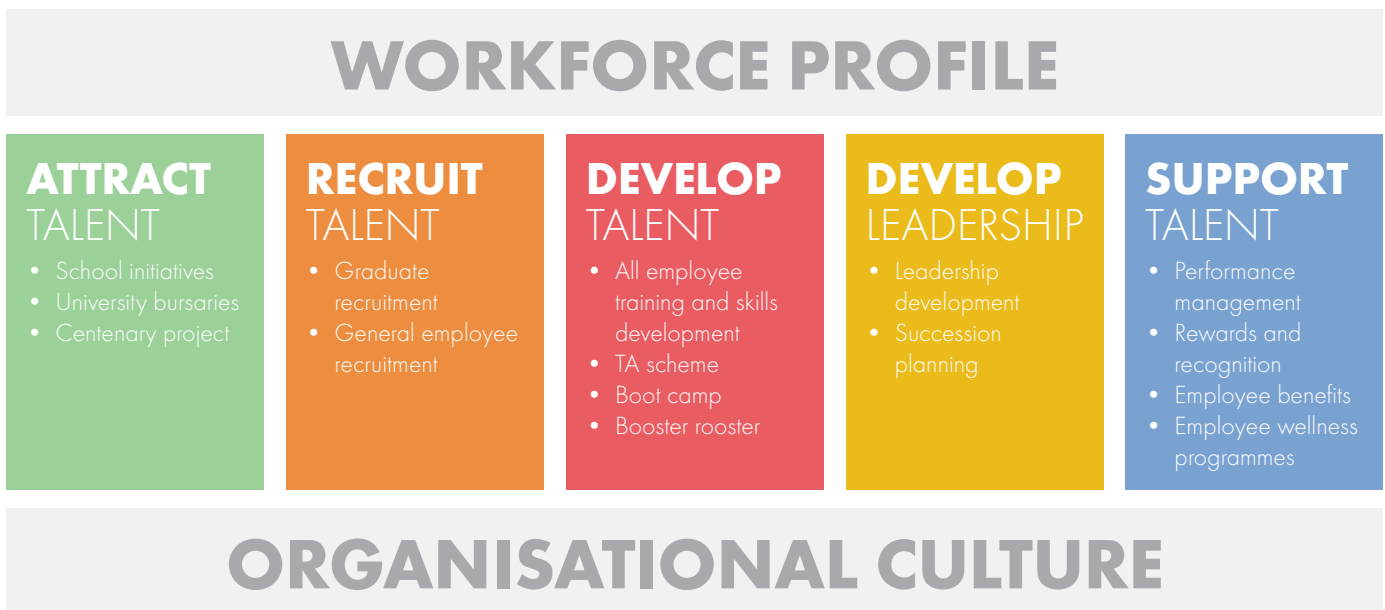 WORKFORCE PROFILE
ATTRACT
TALENT
• School initiatives
• University bursaries
• Centenary project
RECRUIT
TALENT
• Graduate
recruitment
• General employee
recruitment
DEVELOP
TALENT
• All employee
training and skills
development
• TA scheme
• Boot camp
• Booster rooster
DEVELOP
LEADERSHIP
• Leadership
development
• Succession
planning
SUPPORT
TALENT
• Performance
management
• Rewards and
recognition
• Employee benefits
• Employee wellness
programmes
ORGANISATIONAL CULTURE